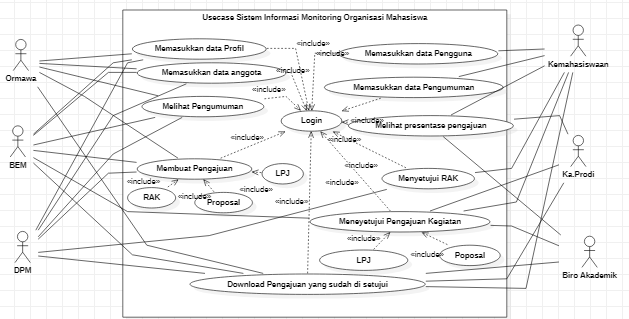 Usecase Sistem Informasi Monitoring Organisasi Mahasiswa
Memasukkan data Profil
«include»
Memasukkan data Pengguna
«include»
Kemahasiswaan
Ormawa
Memasukkan data anggota
«include»
«include»
Memasukkan data Pengumuman
Melihat Pengumuman
Login
«include»
Melihat presentase pengajuan
BEM
«include»
«include»
Ka.Prodi
Membuat Pengajuan
«include»
LPJ
«include»
«include»
«include»
Menyetujui RAK
RAK
«include»
Proposal
«include»
Meneyetujui Pengajuan Kegiatan
«include»
DPM
LPJ
«include»
Poposal
Biro Akademik
Download Pengajuan yang sudah di setujui